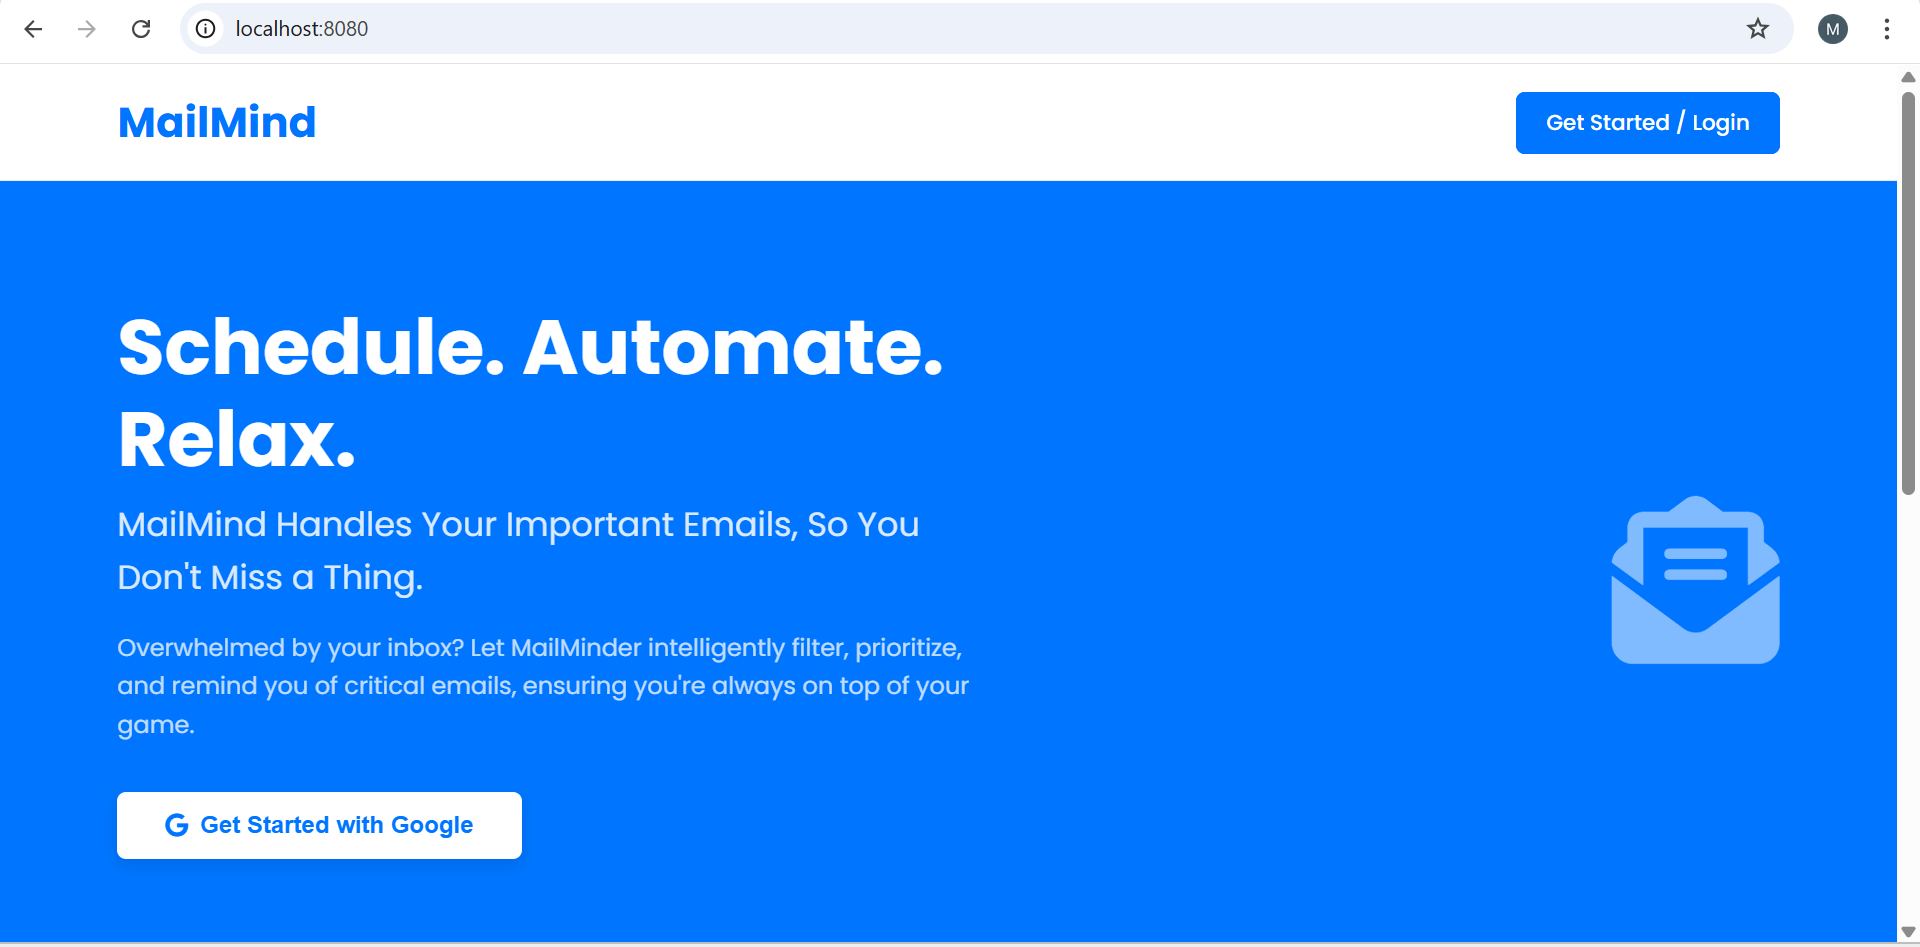 localhost:8080
M
MailMind
Get Started / Login
Schedule. Automate.
Relax.
MailMind Handles Your Important Emails, So You
Don't Miss a Thing.
Overwhelmed by your inbox? Let MailMinder intelligently filter, prioritize,
and remind you of critical emails, ensuring you're always on top of your
game.
G Get Started with Google